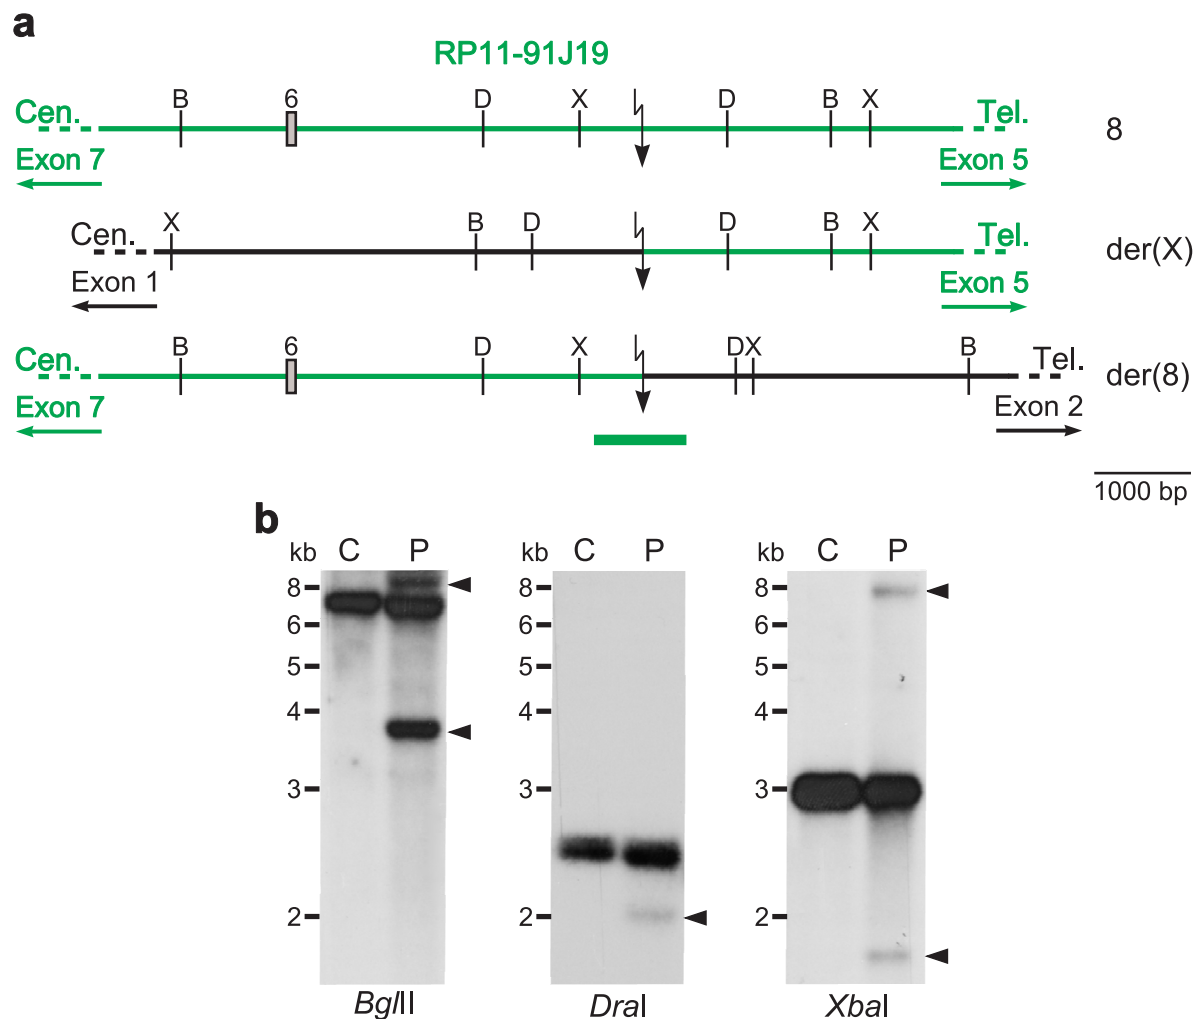 a
RP11-91J19
B 6 D X D B X
Cen. Tel. 8
Exon 7 Exon 5
X B D D B X
Cen. Tel. der(X)
Exon 1 Exon 5
B 6 D X D X B
Cen. Tel. der(8)
Exon 7 Exon 2
1000 bp
b
kb C P kb C P kb C P
8 8 8
6 6 6
5 5 5
4 4 4
3 3 3
2 2 2
BglII DraI XbaI